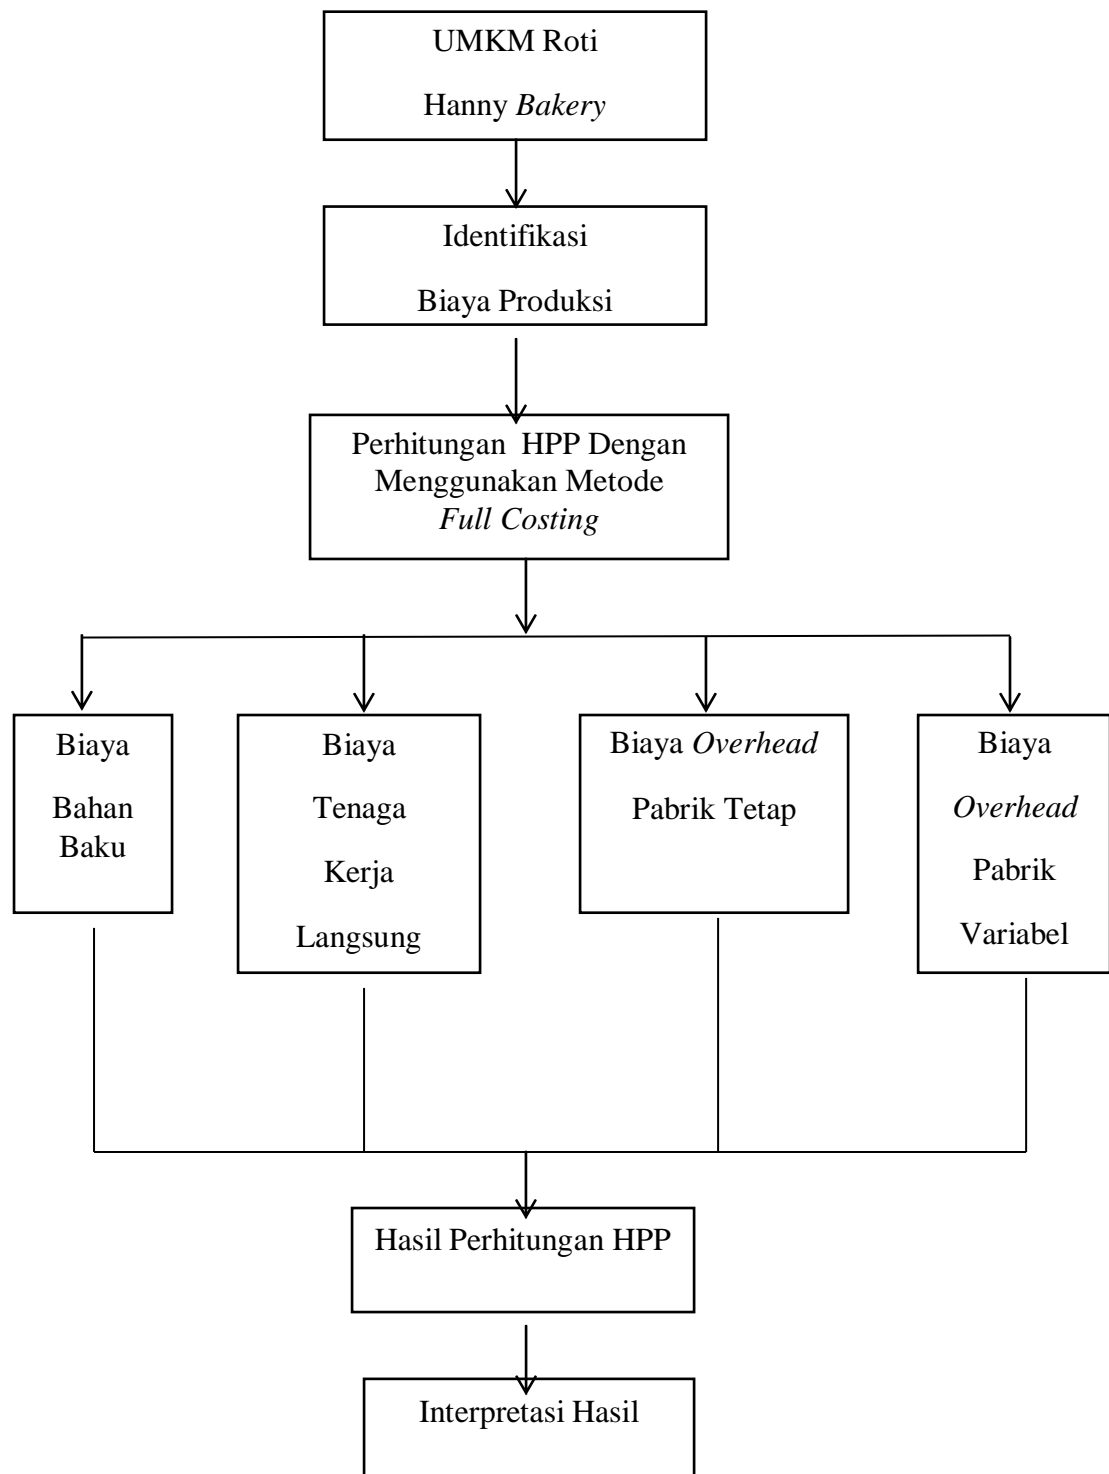 UMKM Roti
Hanny Bakery
Identifikasi
Biaya Produksi
Perhitungan HPP Dengan
Menggunakan Metode
Full Costing
Biaya
Bahan
Baku
Biaya
Tenaga
Kerja
Langsung
Biaya Overhead
Pabrik Tetap
Biaya
Overhead
Pabrik
Variabel
Hasil Perhitungan HPP
Interpretasi Hasil